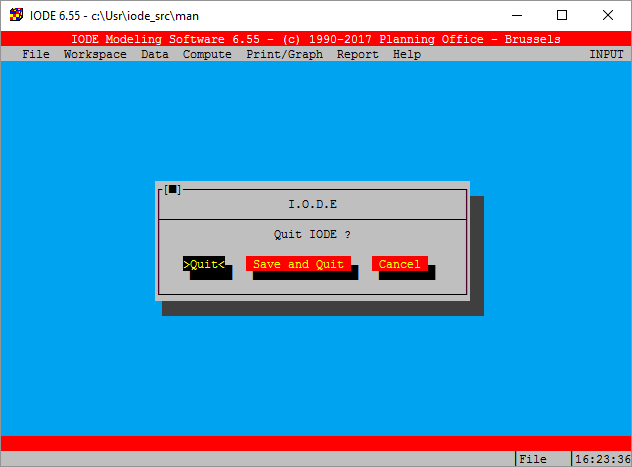 IODE 6.55 - c:\Usr\iode_src\man
IODE Modeling Software 6.55 - (c) 1990-2017 Planning Office - Brussels
File Workspace Data Compute Print/Graph Report Help INPUT
I.O.D.E
Quit IODE ?
>Quit< Save and Quit Cancel
File 16:23:36